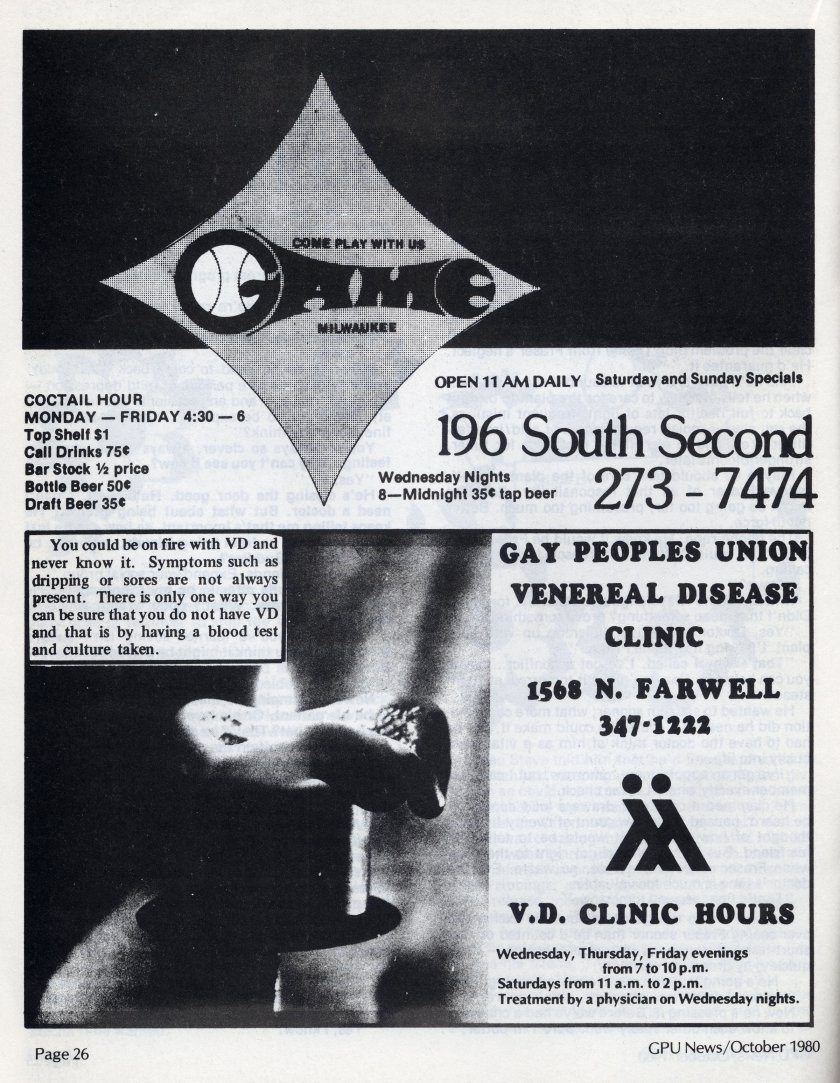 COME PLAY WITH US
GAME
MILWAUKEE
COCTAIL HOUR
MONDAY — FRIDAY 4:30 — 6
Top Shelf $1
Call Drinks 75¢
Bar Stock ½ price
Bottle Beer 50¢
Draft Beer 35¢
OPEN 11 AM DAILY Saturday and Sunday Specials
196 South Second
Wednesday Nights
8—Midnight 35¢ tap beer
273 – 7474
You could be on fire with VD and
never know it. Symptoms such as
dripping or sores are not always
present. There is only one way you
can be sure that you do not have VD
and that is by having a blood test
and culture taken.
GAY PEOPLES UNION
VENEREAL DISEASE
CLINIC
1568 N. FARWELL
347-1222
V.D. CLINIC HOURS
Wednesday, Thursday, Friday evenings
from 7 to 10 p.m.
Saturdays from 11 a.m. to 2 p.m.
Treatment by a physician on Wednesday nights.
Page 26
GPU News/October 1980